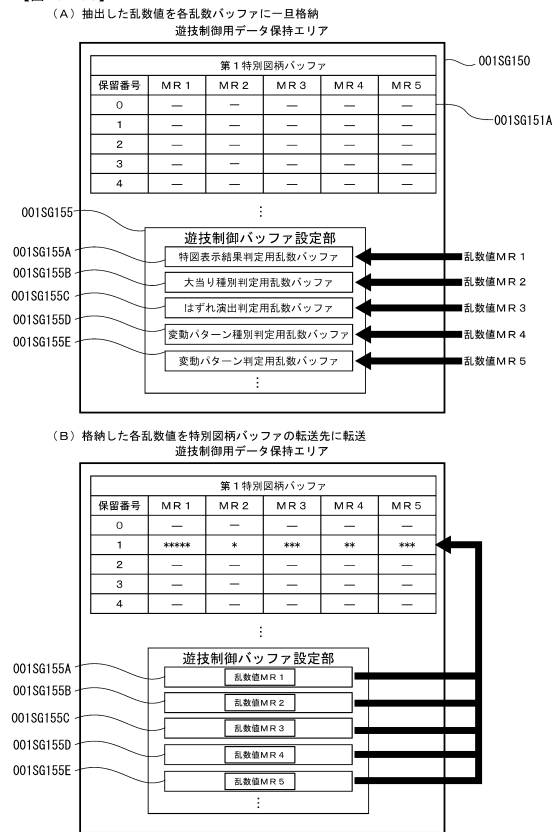 （A）抽出した乱数値を各乱数バッファに一旦格納
遊技制御用データ保持エリア
001SG150
第１特別図柄バッファ
保留番号 ＭＲ１ ＭＲ２ ＭＲ３ ＭＲ４ ＭＲ５
0 — — — — —
001SG151A
1 — — — — —
2 — — — — —
3 — — — — —
4 — — — — —
⋮
001SG155
遊技制御バッファ設定部
001SG155A 特図表示結果判定用乱数バッファ 乱数値ＭＲ１
001SG155B 大当り種別判定用乱数バッファ 乱数値ＭＲ２
001SG155C はずれ演出判定用乱数バッファ 乱数値ＭＲ３
001SG155D 変動パターン種別判定用乱数バッファ 乱数値ＭＲ４
001SG155E 変動パターン判定用乱数バッファ 乱数値ＭＲ５
⋮
（B）格納した各乱数値を特別図柄バッファの転送先に転送
遊技制御用データ保持エリア
第１特別図柄バッファ
保留番号 ＭＲ１ ＭＲ２ ＭＲ３ ＭＲ４ ＭＲ５
0 — — — — —
1 ***** * *** ** ***
2 — — — — —
3 — — — — —
4 — — — — —
⋮
遊技制御バッファ設定部
001SG155A 乱数値ＭＲ１
001SG155B 乱数値ＭＲ２
001SG155C 乱数値ＭＲ３
001SG155D 乱数値ＭＲ４
001SG155E 乱数値ＭＲ５
⋮